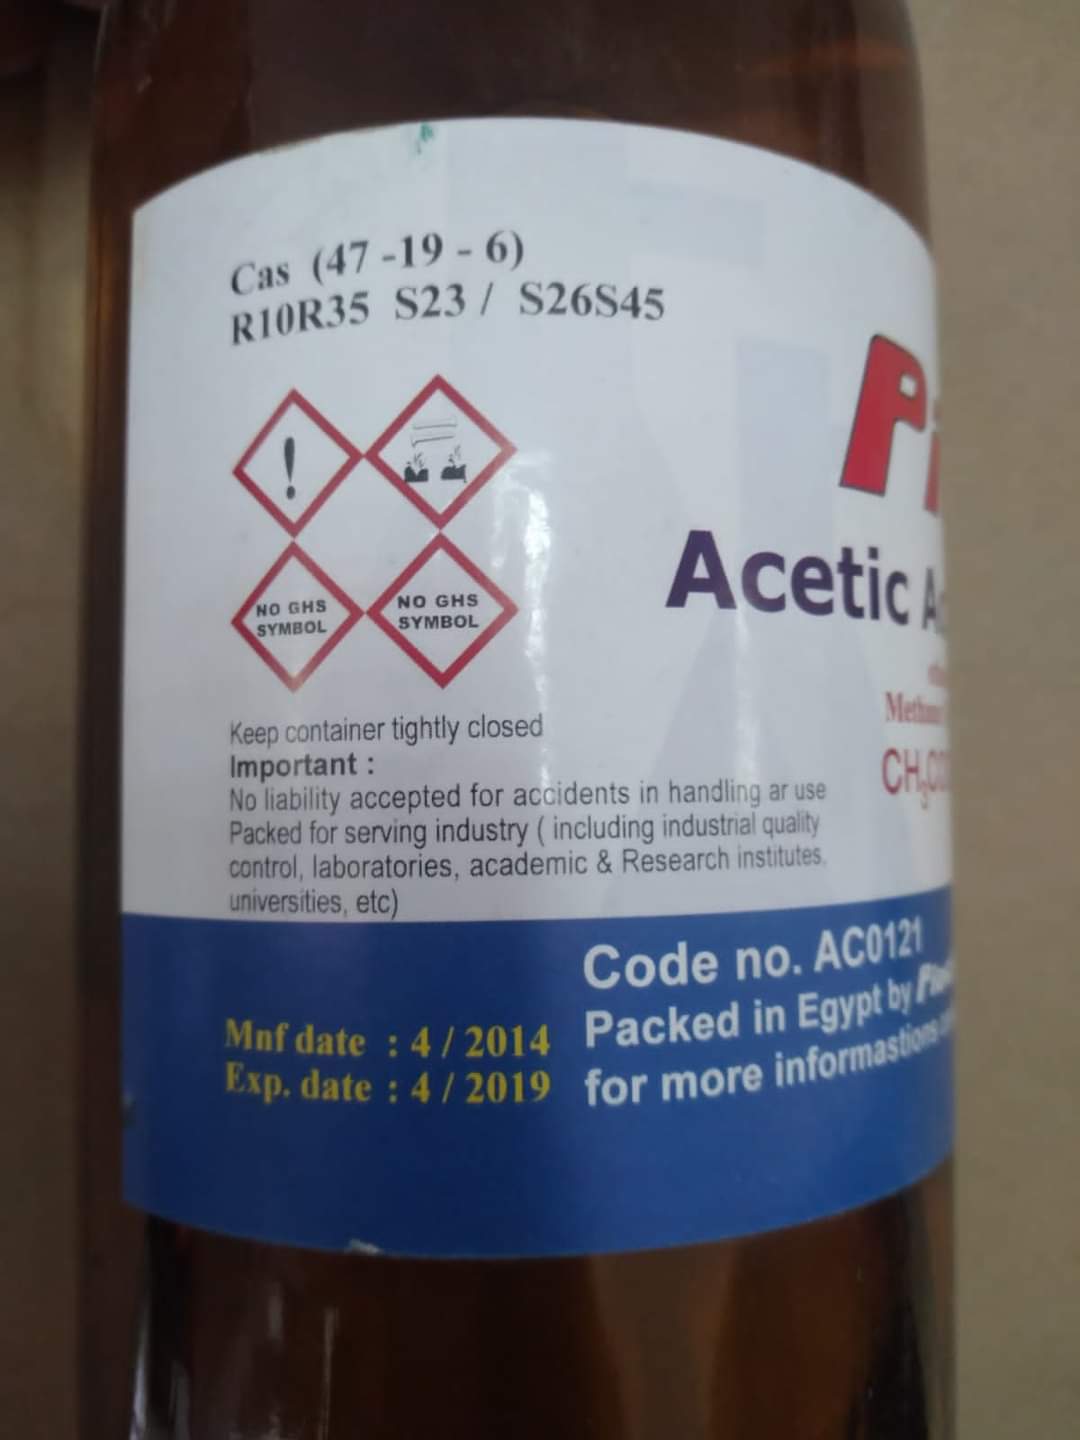 Cas (47 -19 - 6)
R10R35 S23 / S26S45
Pi
Acetic
NO GHS
SYMBOL
NO GHS
SYMBOL
Keep container tightly closed
Important :
No liability accepted for accidents in handling ar use
Packed for serving industry ( including industrial quality
control, laboratories, academic & Research institutes,
universities, etc)
Code no. AC0121
Packed in Egypt by
for more informastions
Mnf date : 4 / 2014
Exp. date : 4 / 2019